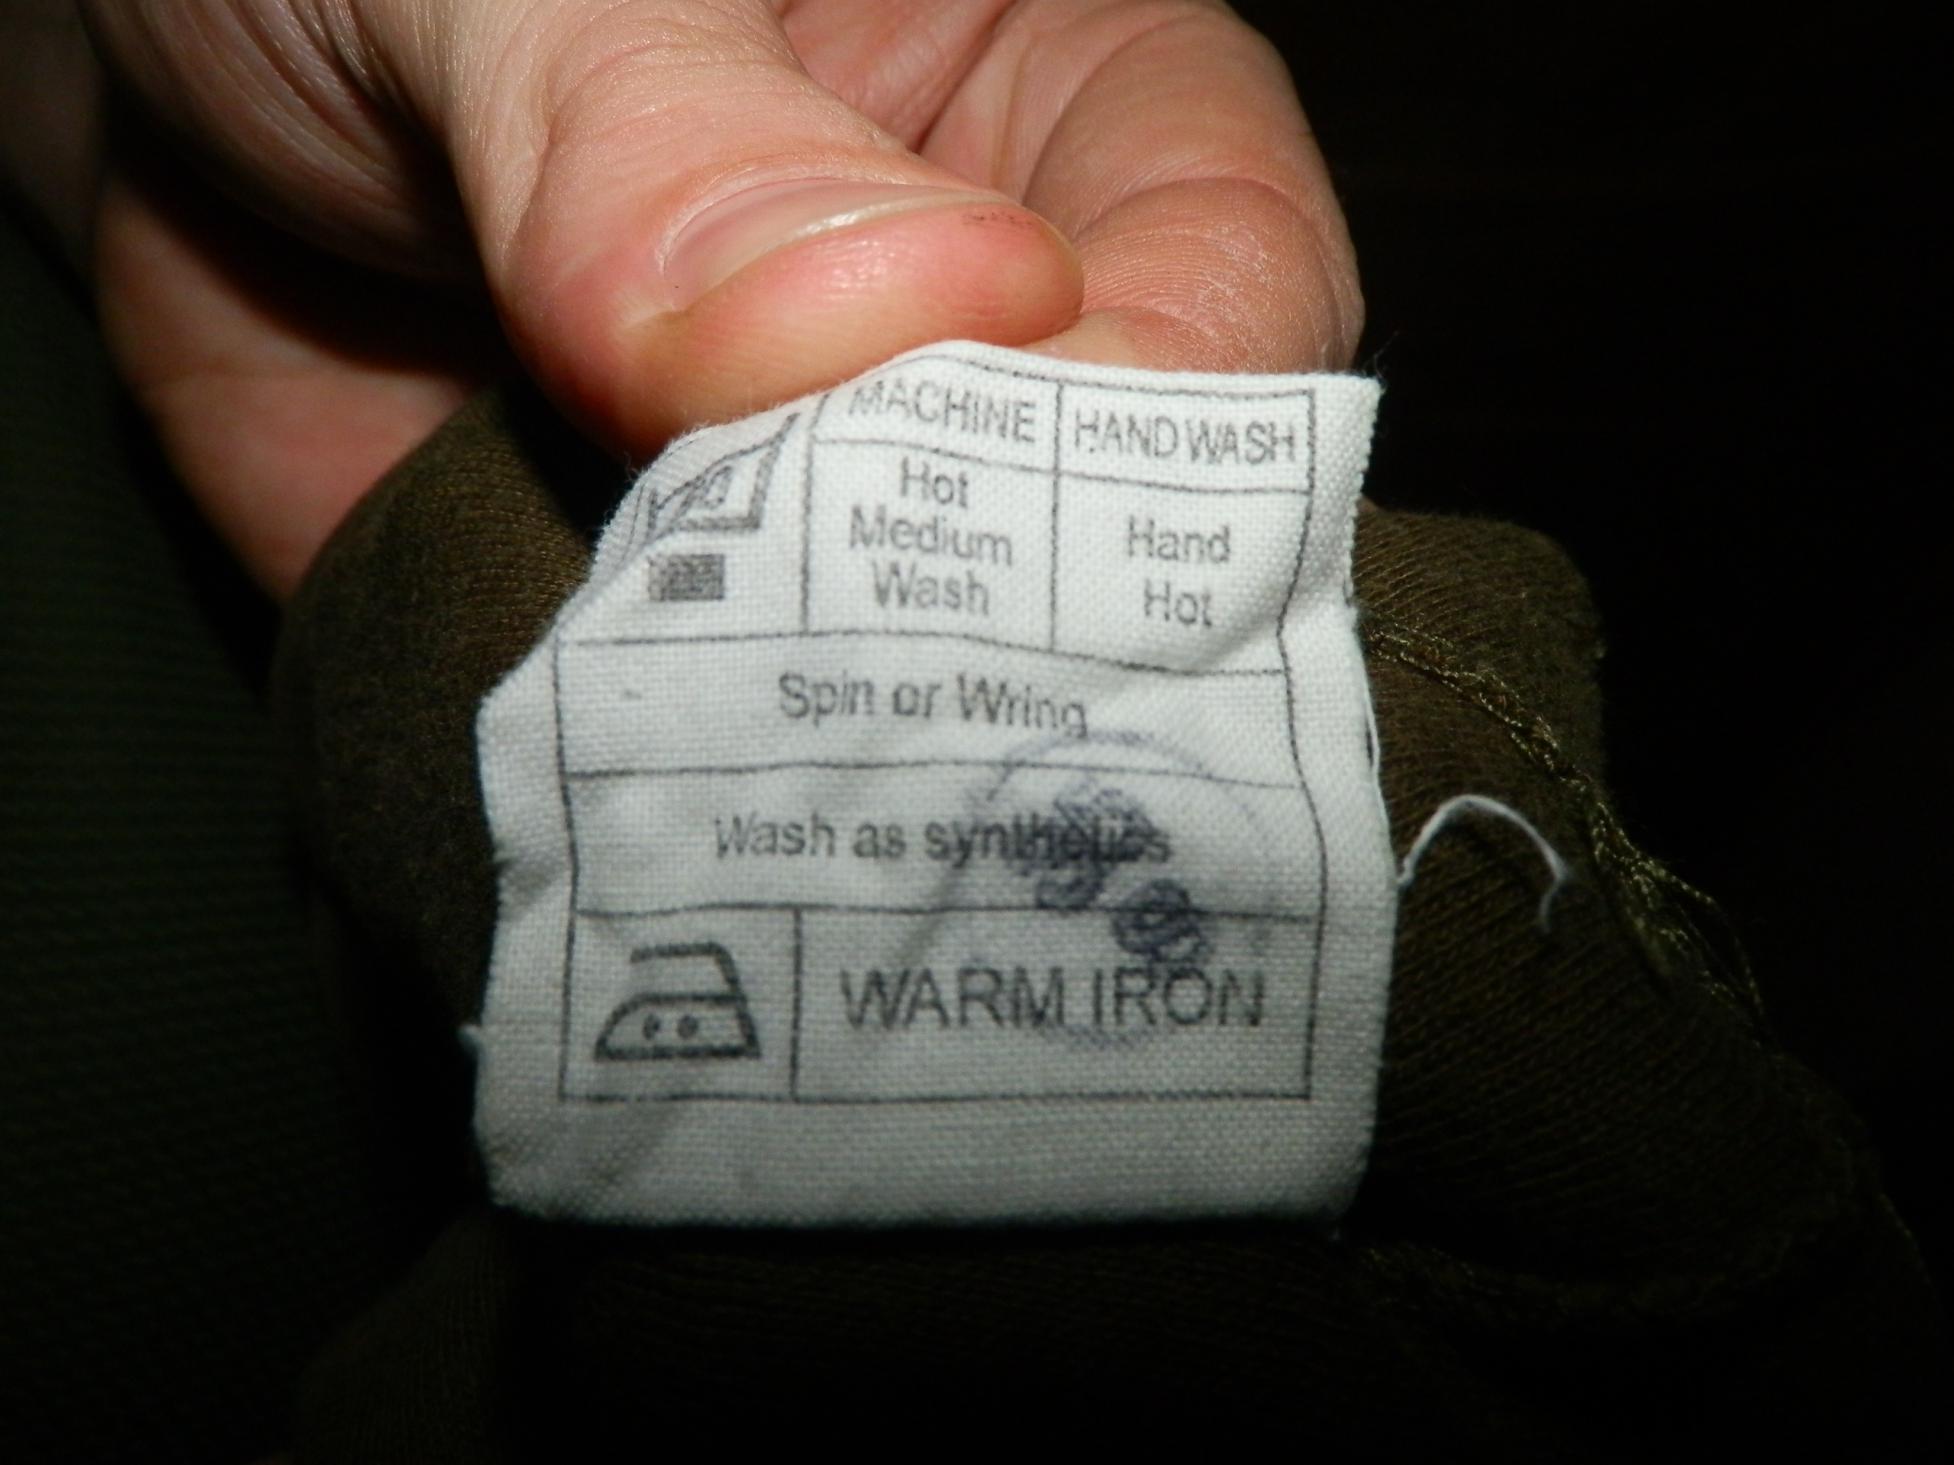 MACHINE HAND WASH
Hot
Medium
Wash
Hand
Hot
Spin or Wring
Wash as synthetics
WARM IRON